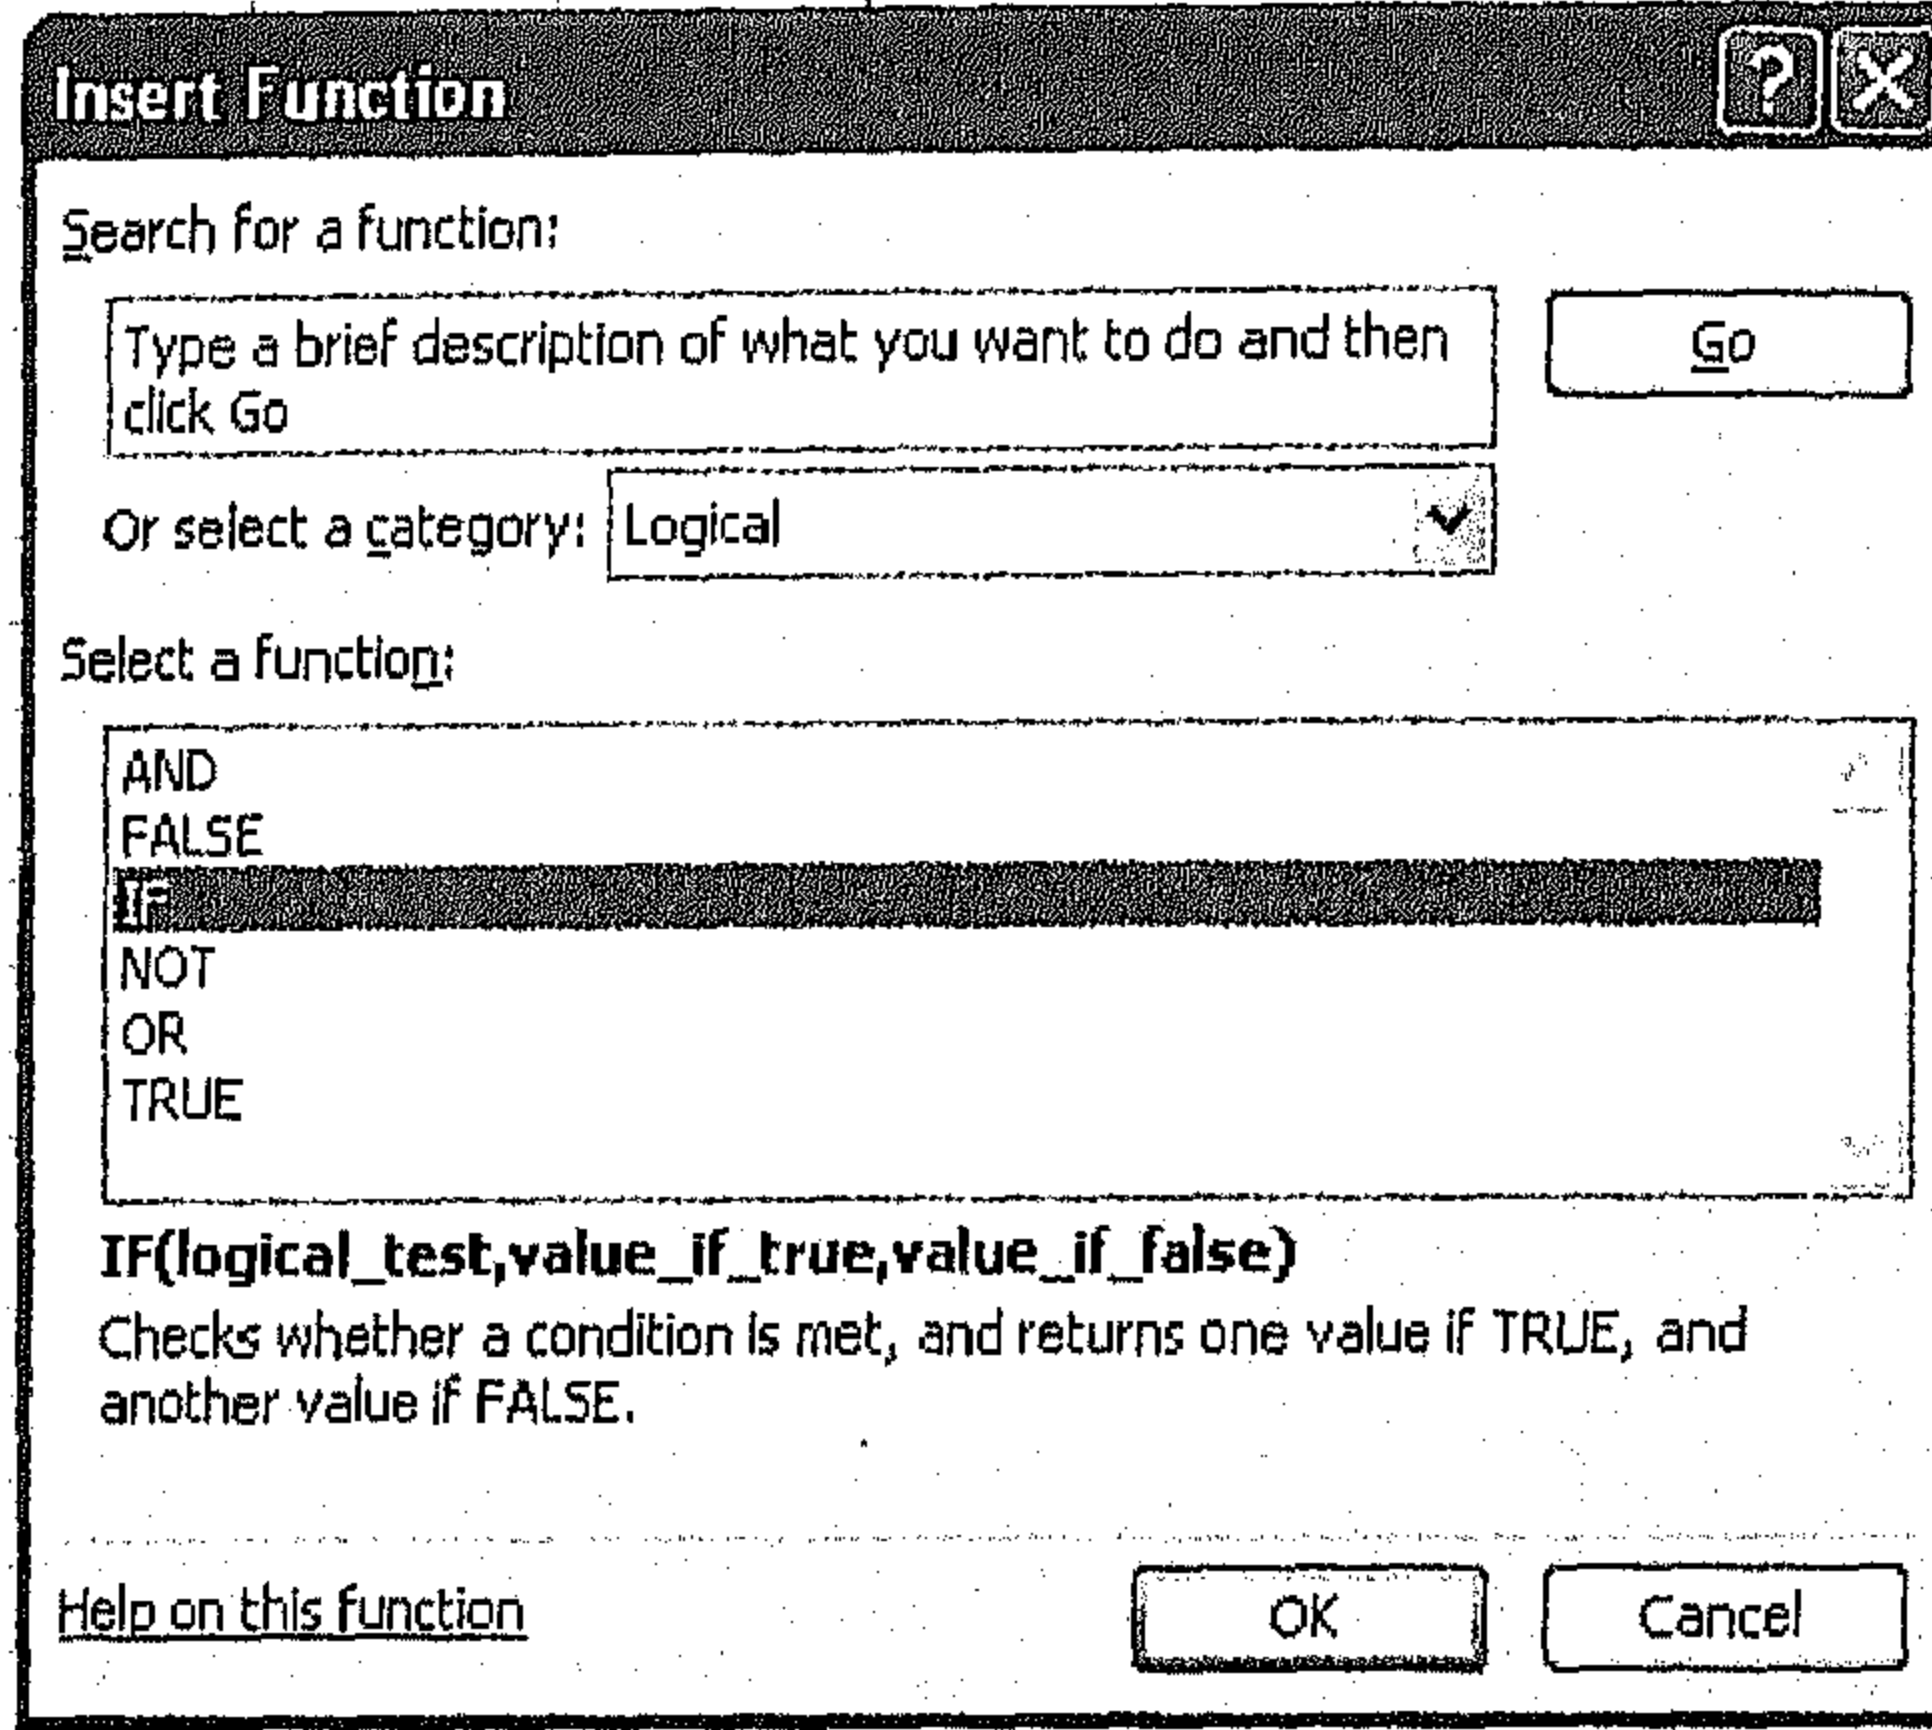 Insert Function
Search for a function:
Type a brief description of what you want to do and then
click Go
Go
Or select a category: Logical
Select a function:
AND
FALSE
IF
NOT
OR
TRUE
IF(logical_test,value_if_true,value_if_false)
Checks whether a condition is met, and returns one value if TRUE, and
another value if FALSE.
Help on this function
OK
Cancel